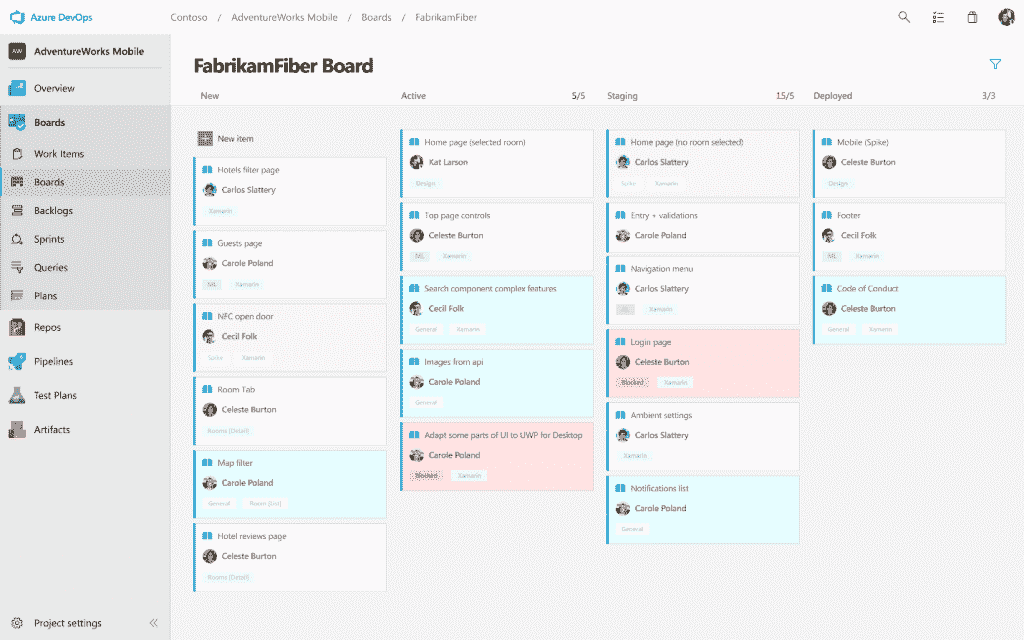 Azure DevOps
Contoso / AdventureWorks Mobile / Boards / FabrikamFiber
AW AdventureWorks Mobile
Overview
Boards
Work Items
Boards
Backlogs
Sprints
Queries
Plans
Repos
Pipelines
Test Plans
Artifacts
Project settings
FabrikamFiber Board
New
New item
Hotels filter page
Carlos Slattery
Xamarin
Guests page
Carole Poland
Xamarin
NFC open door
Cecil Folk
Spike Xamarin
Room Tab
Celeste Burton
Rooms (Detail)
Map filter
Carole Poland
General Room (List)
Hotel reviews page
Celeste Burton
Rooms (Detail)
Active 5/5
Home page (selected room)
Kat Larson
Design
Top page controls
Celeste Burton
Xamarin
Search component complex features
Cecil Folk
General Xamarin
Images from api
Carole Poland
General
Adapt some parts of UI to UWP for Desktop
Carole Poland
Blocked Xamarin
Staging 15/5
Home page (no room selected)
Carlos Slattery
Spike Xamarin
Entry + validations
Carole Poland
Navigation menu
Carlos Slattery
Xamarin
Login page
Celeste Burton
Blocked Xamarin
Ambient settings
Carlos Slattery
Xamarin
Notifications list
Carole Poland
General
Deployed 3/3
Mobile (Spike)
Celeste Burton
Design
Footer
Cecil Folk
Xamarin
Code of Conduct
Celeste Burton
General Xamarin